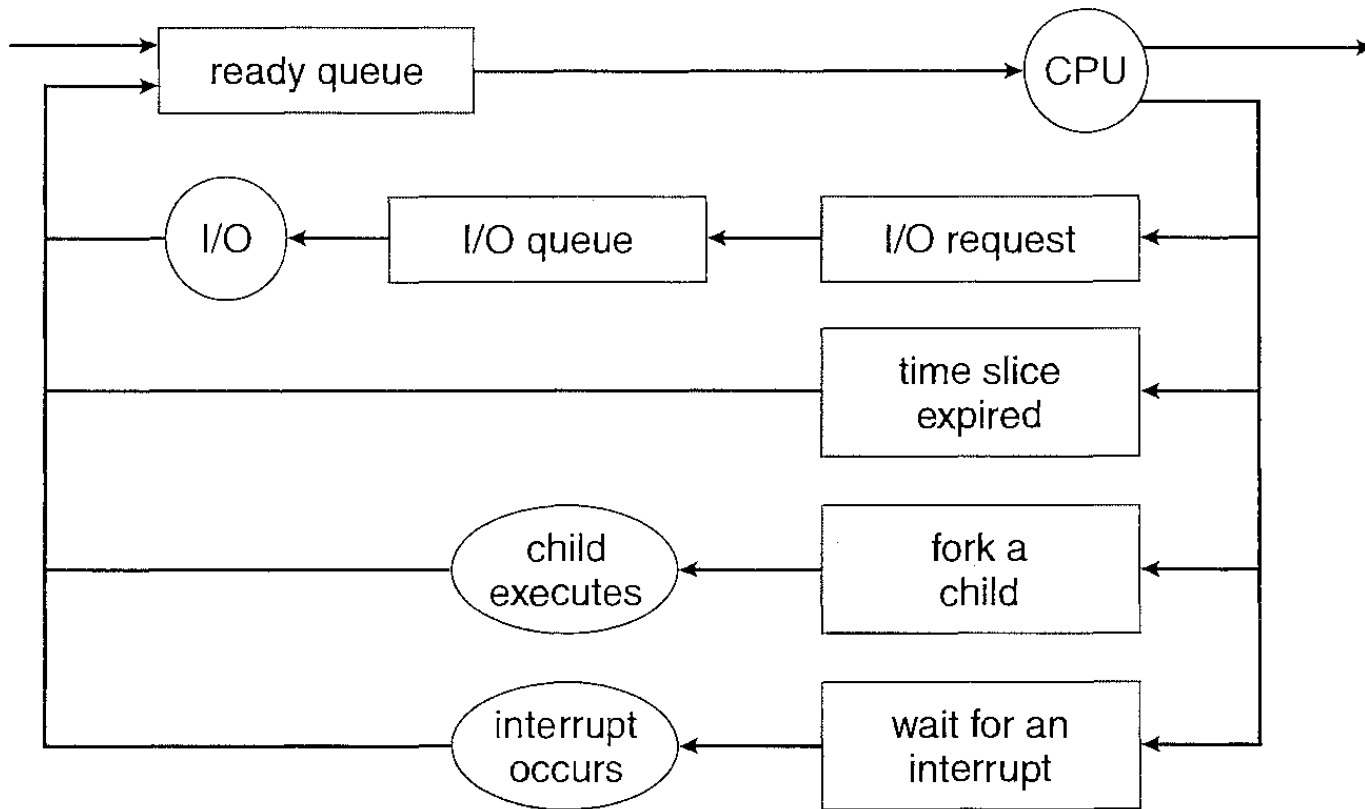 ready queue
CPU
I/O
I/O queue
I/O request
time slice
expired
child
executes
fork a
child
interrupt
occurs
wait for an
interrupt